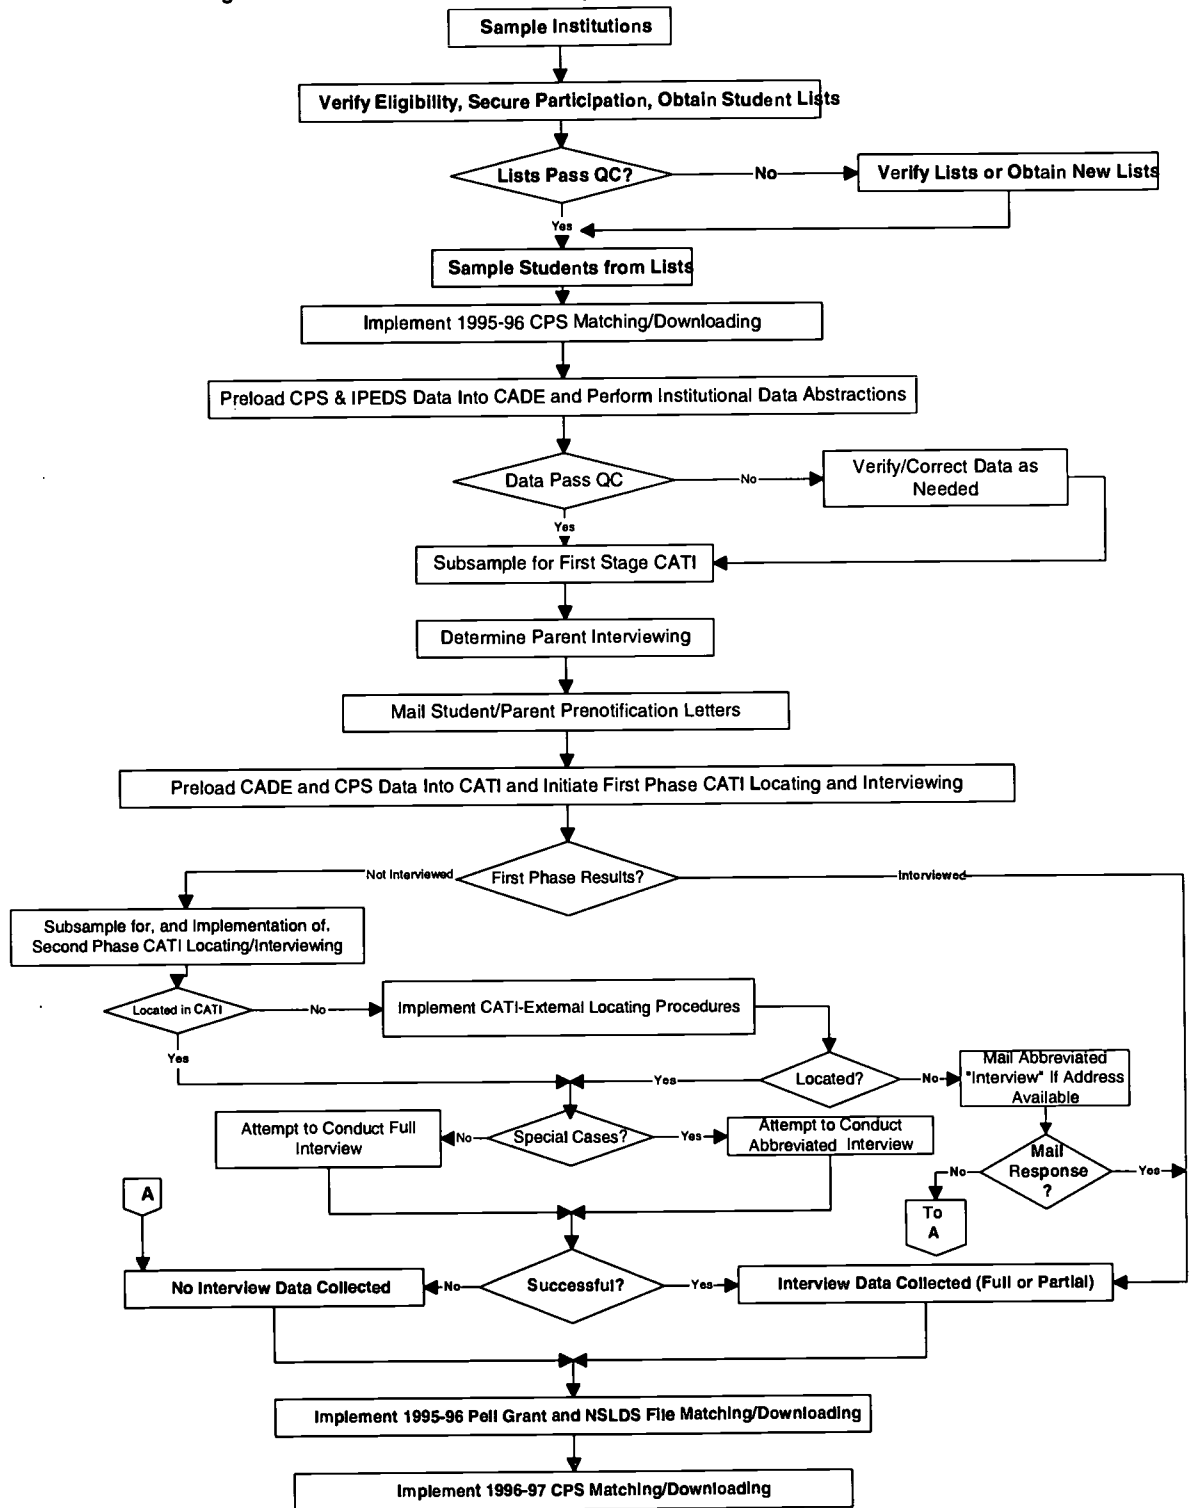 Sample Institutions
Verify Eligibility, Secure Participation, Obtain Student Lists
Lists Pass QC?
No
Verify Lists or Obtain New Lists
Yes
Sample Students from Lists
Implement 1995-96 CPS Matching/Downloading
Preload CPS & IPEDS Data Into CADE and Perform Institutional Data Abstractions
Data Pass QC
No
Verify/Correct Data as
Needed
Yes
Subsample for First Stage CATI
Determine Parent Interviewing
Mail Student/Parent Prenotification Letters
Preload CADE and CPS Data Into CATI and Initiate First Phase CATI Locating and Interviewing
Not Interviewed
First Phase Results?
Interviewed
Subsample for, and Implementation of,
Second Phase CATI Locating/Interviewing
Located in CATI
No
Implement CATI-External Locating Procedures
Yes
Yes
Located?
No
Mail Abbreviated
"Interview" If Address
Available
Attempt to Conduct Full
Interview
No
Special Cases?
Yes
Attempt to Conduct
Abbreviated Interview
No
Mail
Response
?
Yes
A
To
A
No Interview Data Collected
No
Successful?
Yes
Interview Data Collected (Full or Partial)
Implement 1995-96 Pell Grant and NSLDS File Matching/Downloading
Implement 1996-97 CPS Matching/Downloading